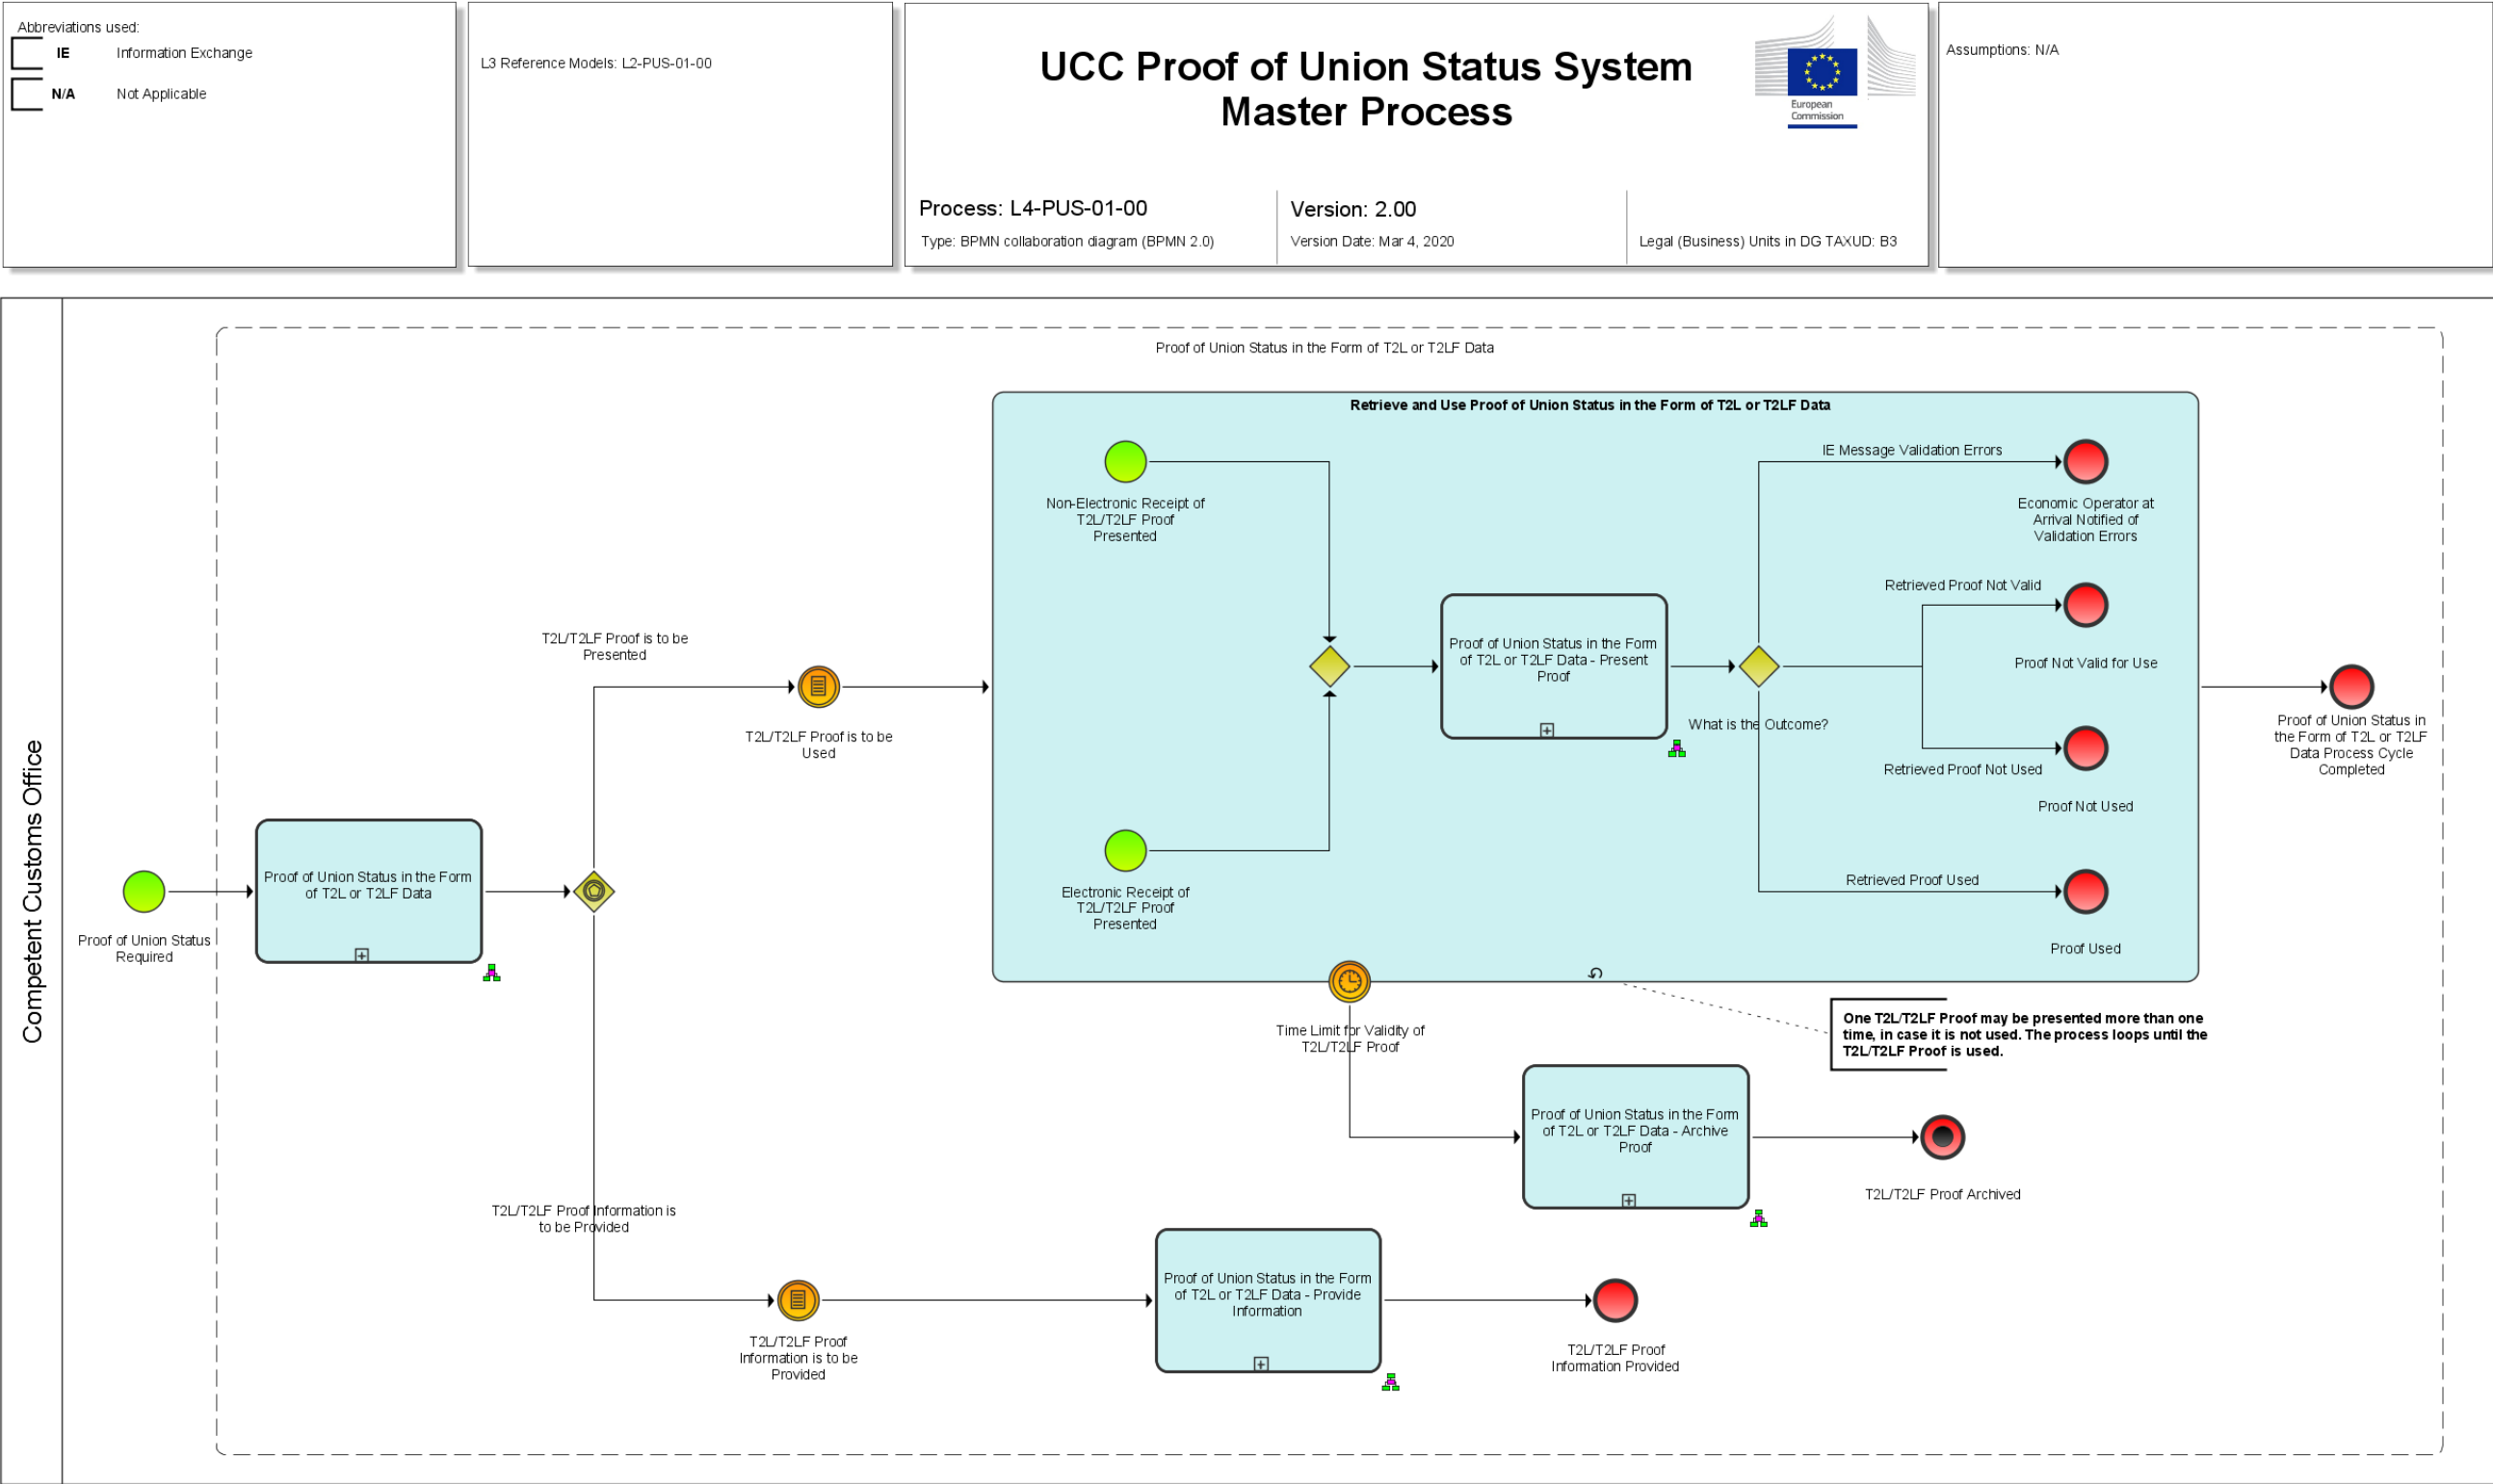 Abbreviations used:
IE Information Exchange
N/A Not Applicable
L3 Reference Models: L2-PUS-01-00
UCC Proof of Union Status System
Master Process
European
Commission
Process: L4-PUS-01-00
Type: BPMN collaboration diagram (BPMN 2.0)
Version: 2.00
Version Date: Mar 4, 2020
Legal (Business) Units in DG TAXUD: B3
Assumptions: N/A
Competent Customs Office
Proof of Union Status in the Form of T2L or T2LF Data
Proof of Union Status
Required
Proof of Union Status in the Form
of T2L or T2LF Data
T2L/T2LF Proof is to be
Presented
T2L/T2LF Proof is to be
Used
Retrieve and Use Proof of Union Status in the Form of T2L or T2LF Data
Non-Electronic Receipt of
T2L/T2LF Proof
Presented
Electronic Receipt of
T2L/T2LF Proof
Presented
Proof of Union Status in the Form
of T2L or T2LF Data - Present
Proof
What is the Outcome?
IE Message Validation Errors
Economic Operator at
Arrival Notified of
Validation Errors
Retrieved Proof Not Valid
Proof Not Valid for Use
Retrieved Proof Not Used
Proof Not Used
Retrieved Proof Used
Proof Used
Proof of Union Status in
the Form of T2L or T2LF
Data Process Cycle
Completed
Time Limit for Validity of
T2L/T2LF Proof
One T2L/T2LF Proof may be presented more than one
time, in case it is not used. The process loops until the
T2L/T2LF Proof is used.
Proof of Union Status in the Form
of T2L or T2LF Data - Archive
Proof
T2L/T2LF Proof Archived
T2L/T2LF Proof Information is
to be Provided
T2L/T2LF Proof
Information is to be
Provided
Proof of Union Status in the Form
of T2L or T2LF Data - Provide
Information
T2L/T2LF Proof
Information Provided